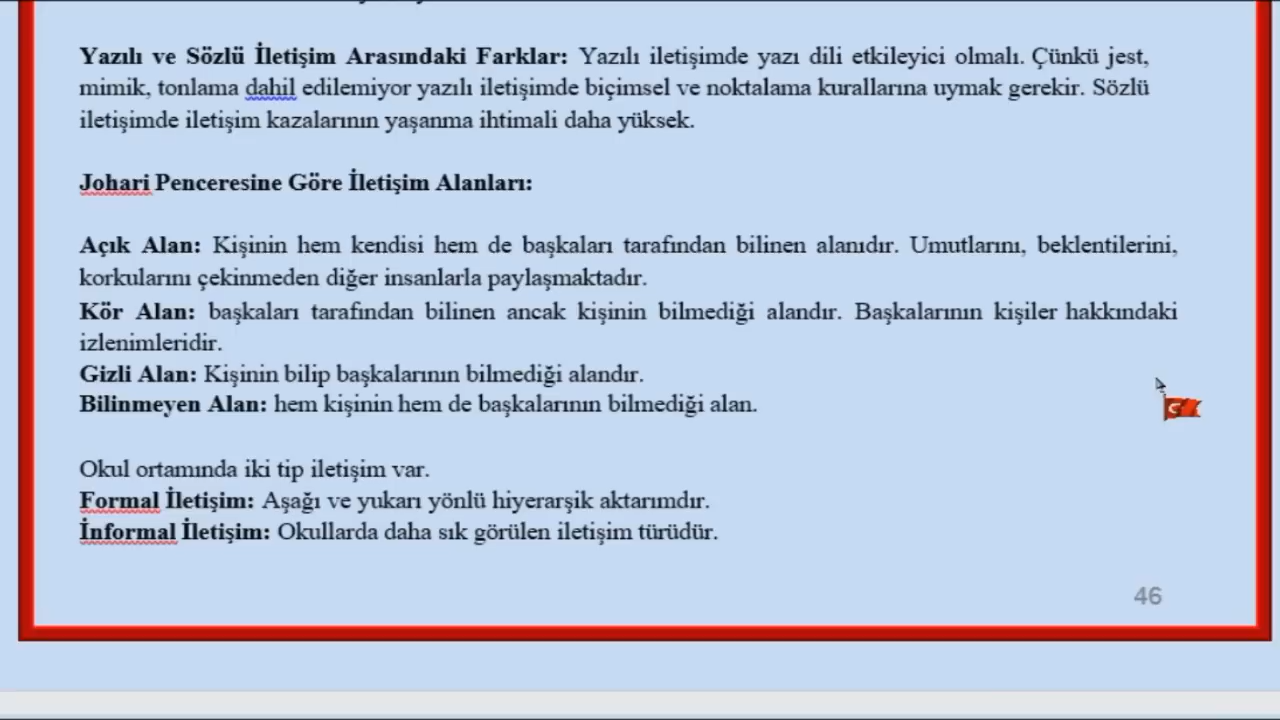 Yazılı ve Sözlü İletişim Arasındaki Farklar: Yazılı iletişimde yazı dili etkileyici olmalı. Çünkü jest,
mimik, tonlama dahil edilemiyor yazılı iletişimde biçimsel ve noktalama kurallarına uymak gerekir. Sözlü
iletişimde iletişim kazalarının yaşanma ihtimali daha yüksek.
Johari Penceresine Göre İletişim Alanları:
Açık Alan: Kişinin hem kendisi hem de başkaları tarafından bilinen alanıdır. Umutlarını, beklentilerini,
korkularını çekinmeden diğer insanlarla paylaşmaktadır.
Kör Alan: başkaları tarafından bilinen ancak kişinin bilmediği alandır. Başkalarının kişiler hakkındaki
izlenimleridir.
Gizli Alan: Kişinin bilip başkalarının bilmediği alandır.
Bilinmeyen Alan: hem kişinin hem de başkalarının bilmediği alan.
Okul ortamında iki tip iletişim var.
Formal İletişim: Aşağı ve yukarı yönlü hiyerarşik aktarımdır.
İnformal İletişim: Okullarda daha sık görülen iletişim türüdür.
46